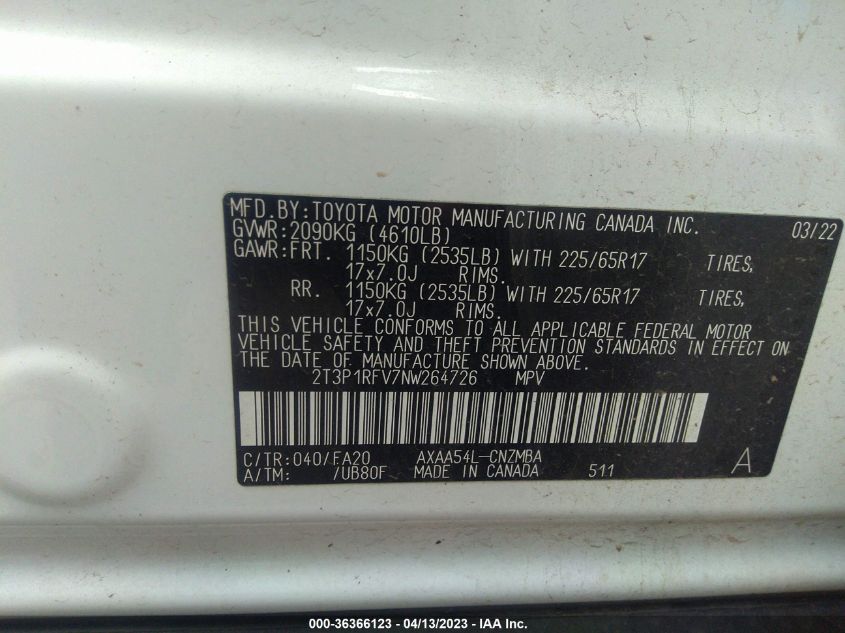 MFD.BY:TOYOTA MOTOR MANUFACTURING CANADA INC. 03/22
GVWR:2090KG (4610LB)
GAWR:FRT. 1150KG (2535LB) WITH 225/65R17 TIRES,
17x7.0J RIMS.
RR. 1150KG (2535LB) WITH 225/65R17 TIRES,
17x7.0J RIMS.
THIS VEHICLE CONFORMS TO ALL APPLICABLE FEDERAL MOTOR
VEHICLE SAFETY AND THEFT PREVENTION STANDARDS IN EFFECT ON
THE DATE OF MANUFACTURE SHOWN ABOVE.
2T3P1RFV7NW264726 MPV
C/TR:040/FA20 AXAA54L-CNZMBA A
A/TM: /UB80F MADE IN CANADA 511
000-36366123 - 04/13/2023 - IAA Inc.